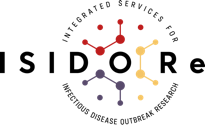 INTEGRATED SERVICES FOR
ISIDORe
INFECTIOUS DISEASE OUTBREAK RESEARCH